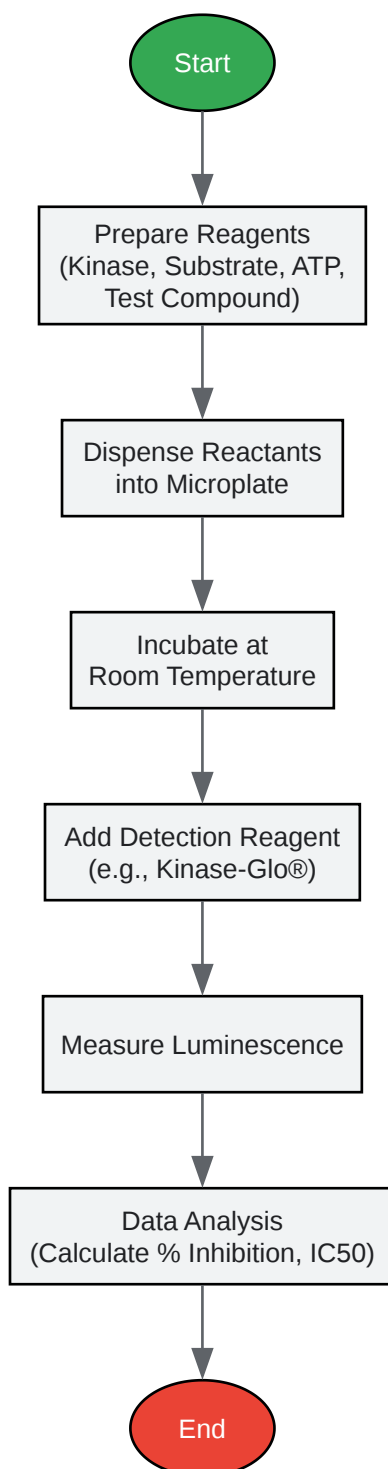 Start
Prepare Reagents
(Kinase, Substrate, ATP,
Test Compound)
Dispense Reactants
into Microplate
Incubate at
Room Temperature
Add Detection Reagent
(e.g., Kinase-Glo®)
Measure Luminescence
Data Analysis
(Calculate % Inhibition, IC50)
End